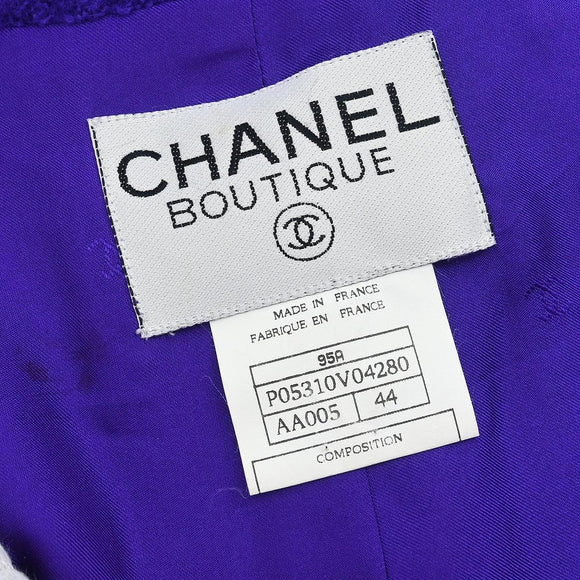 CHANEL
BOUTIQUE
MADE IN FRANCE
FABRIQUE EN FRANCE
95A
P05310V04280
AA005 44
COMPOSITION